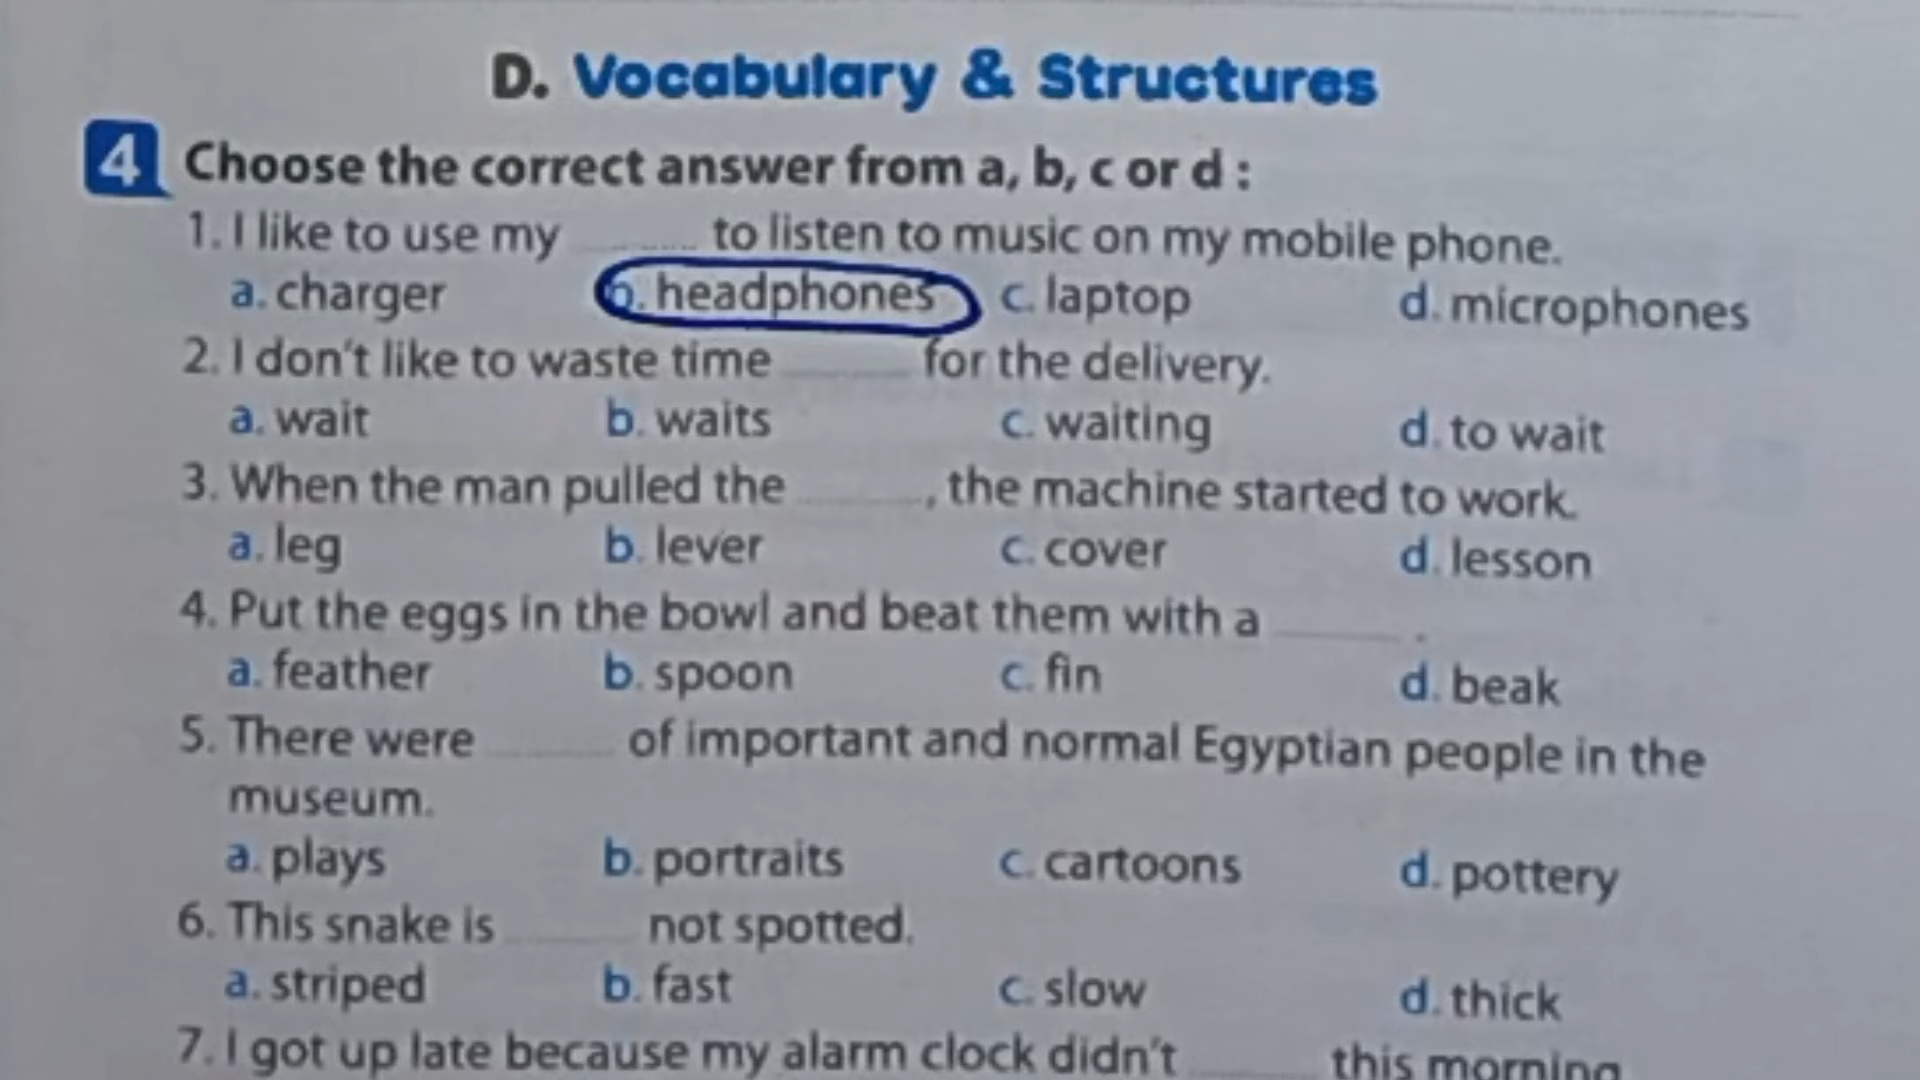 D. Vocabulary & Structures
4 Choose the correct answer from a, b, c or d :
1. I like to use my ........ to listen to music on my mobile phone.
a. charger b. headphones c. laptop d. microphones
2. I don't like to waste time ........ for the delivery.
a. wait b. waits c. waiting d. to wait
3. When the man pulled the ........, the machine started to work.
a. leg b. lever c. cover d. lesson
4. Put the eggs in the bowl and beat them with a ........ .
a. feather b. spoon c. fin d. beak
5. There were ........ of important and normal Egyptian people in the
museum.
a. plays b. portraits c. cartoons d. pottery
6. This snake is ........ not spotted.
a. striped b. fast c. slow d. thick
7. I got up late because my alarm clock didn't ........ this morning